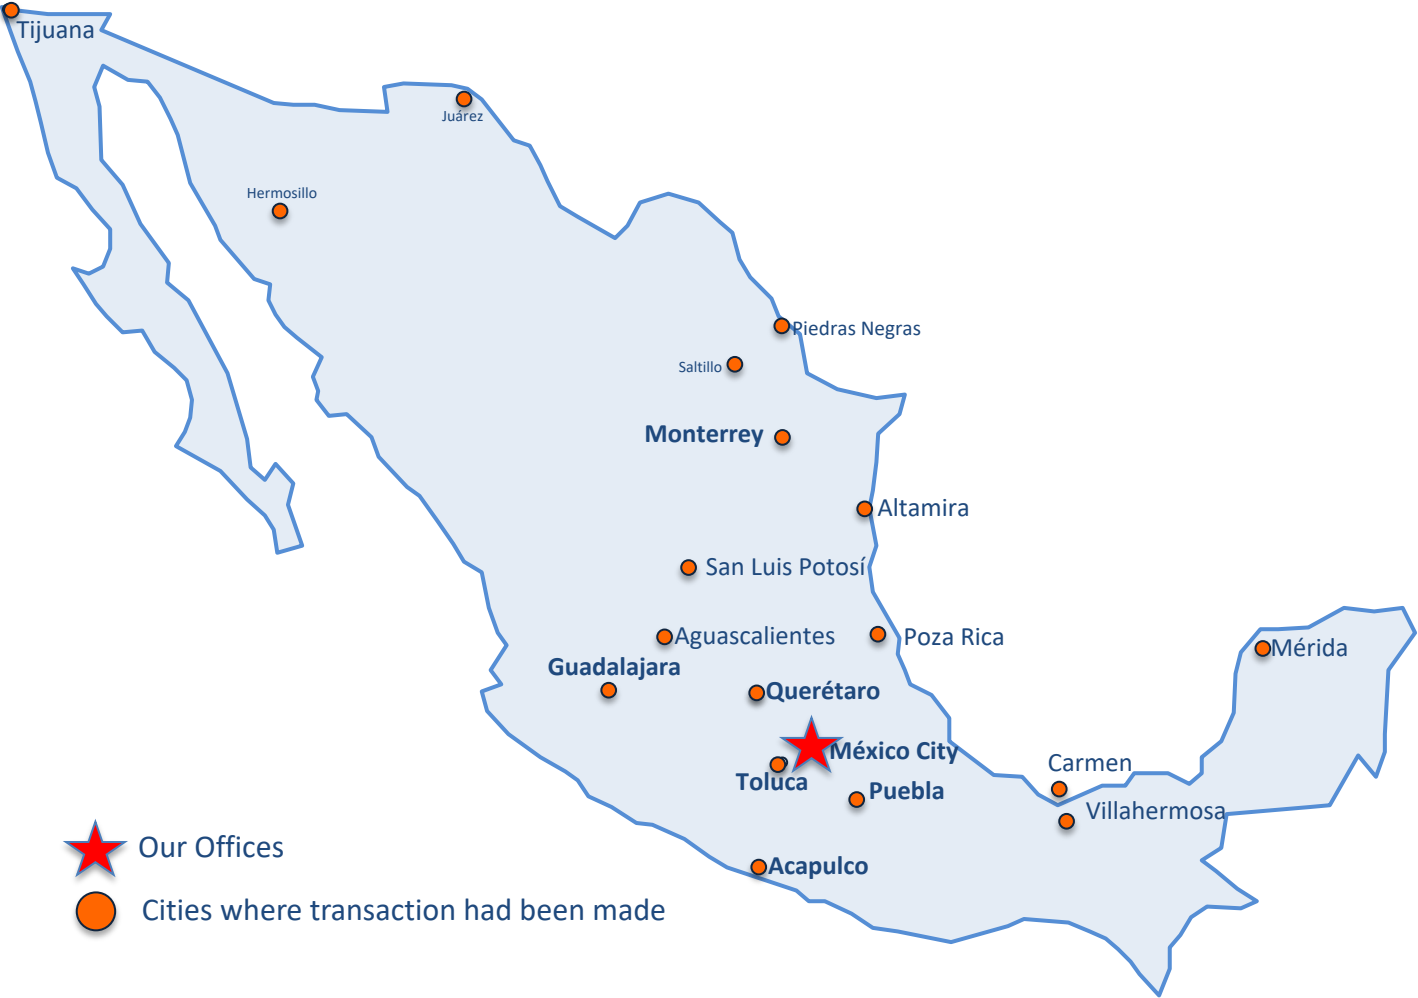 Tijuana
Juárez
Hermosillo
Piedras Negras
Saltillo
Monterrey
Altamira
San Luis Potosí
Aguascalientes
Poza Rica
Mérida
Guadalajara
Querétaro
México City
Carmen
Toluca
Puebla
Villahermosa
Our Offices
Acapulco
Cities where transaction had been made